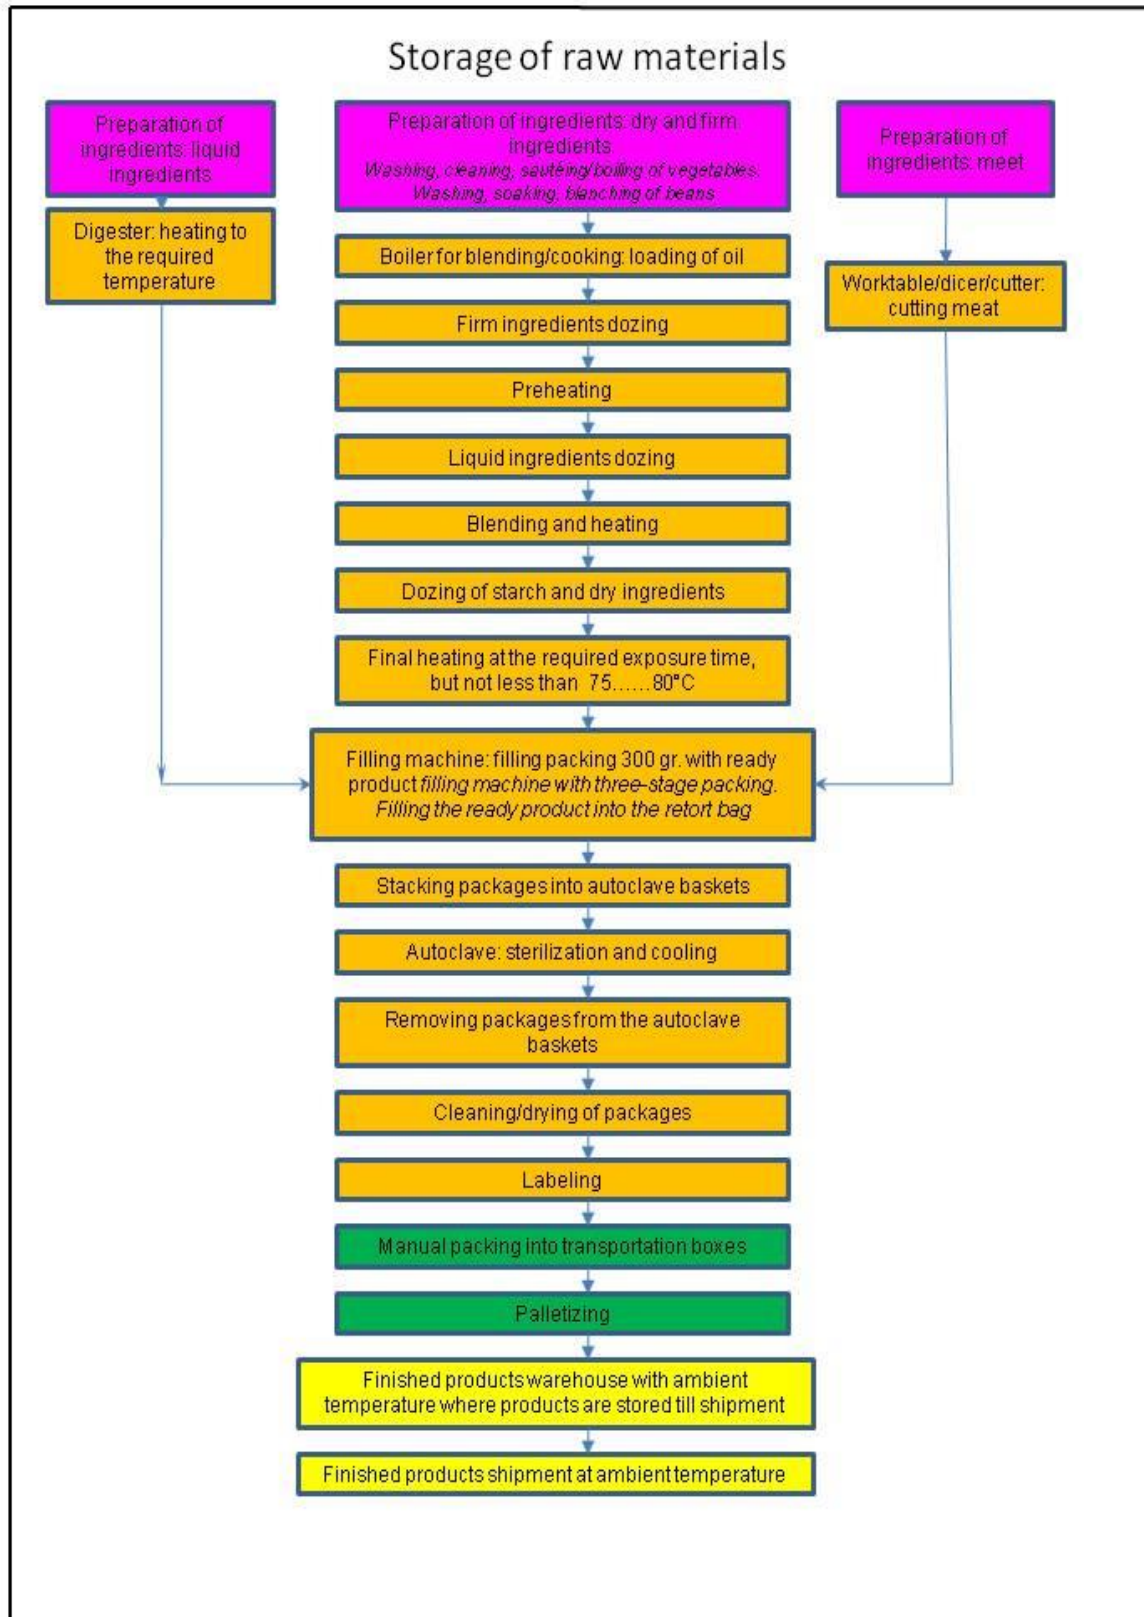 Storage of raw materials
Preparation of
ingredients: liquid
ingredients
Preparation of ingredients: dry and firm
ingredients
Washing, cleaning, sautéing/boiling of vegetables.
Washing, soaking, blanching of beans
Preparation of
ingredients: meet
Digester: heating to
the required
temperature
Boiler for blending/cooking: loading of oil
Worktable/dicer/cutter:
cutting meat
Firm ingredients dozing
Preheating
Liquid ingredients dozing
Blending and heating
Dozing of starch and dry ingredients
Final heating at the required exposure time,
but not less than 75......80°C
Filling machine: filling packing 300 gr. with ready
product filling machine with three-stage packing.
Filling the ready product into the retort bag
Stacking packages into autoclave baskets
Autoclave: sterilization and cooling
Removing packages from the autoclave
baskets
Cleaning/drying of packages
Labeling
Manual packing into transportation boxes
Palletizing
Finished products warehouse with ambient
temperature where products are stored till shipment
Finished products shipment at ambient temperature